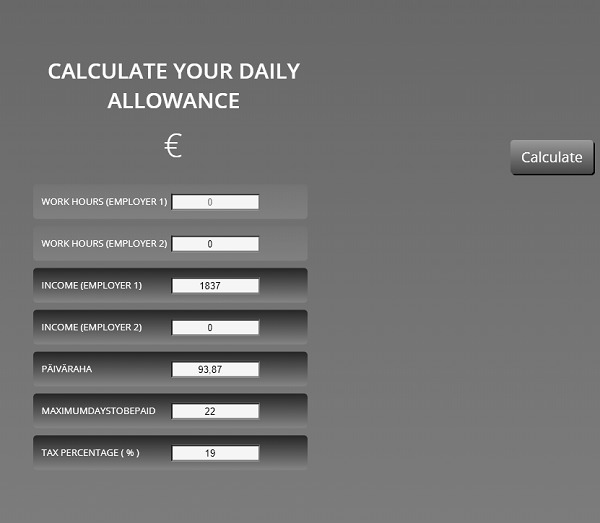 CALCULATE YOUR DAILY
ALLOWANCE
€
Calculate
WORK HOURS (EMPLOYER 1) 0
WORK HOURS (EMPLOYER 2) 0
INCOME (EMPLOYER 1) 1837
INCOME (EMPLOYER 2) 0
PÄIVÄRAHA 93,87
MAXIMUMDAYSTOBEPAID 22
TAX PERCENTAGE ( % ) 19